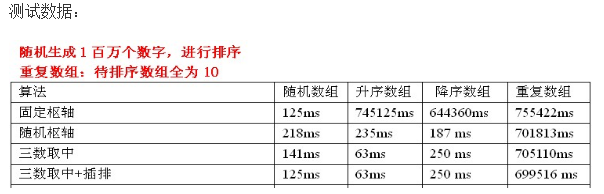 测试数据：
随机生成1百万个数字，进行排序
重复数组：待排序数组全为10
算法 随机数组 升序数组 降序数组 重复数组
固定枢轴 125ms 745125ms 644360ms 755422ms
随机枢轴 218ms 235ms 187 ms 701813ms
三数取中 141ms 63ms 250 ms 705110ms
三数取中+插排 125ms 63ms 250 ms 699516 ms